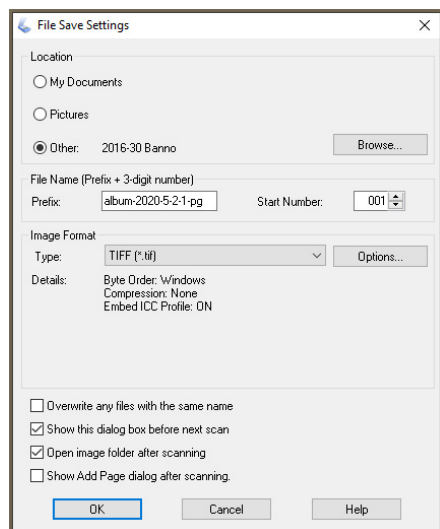 File Save Settings
Location
My Documents
Pictures
Other: 2016-30 Banno
Browse...
File Name (Prefix + 3-digit number)
Prefix: album-2020-5-2-1-pg Start Number: 001
Image Format
Type: TIFF (*.tif) Options...
Details: Byte Order: Windows
Compression: None
Embed ICC Profile: ON
Overwrite any files with the same name
Show this dialog box before next scan
Open image folder after scanning
Show Add Page dialog after scanning.
OK Cancel Help